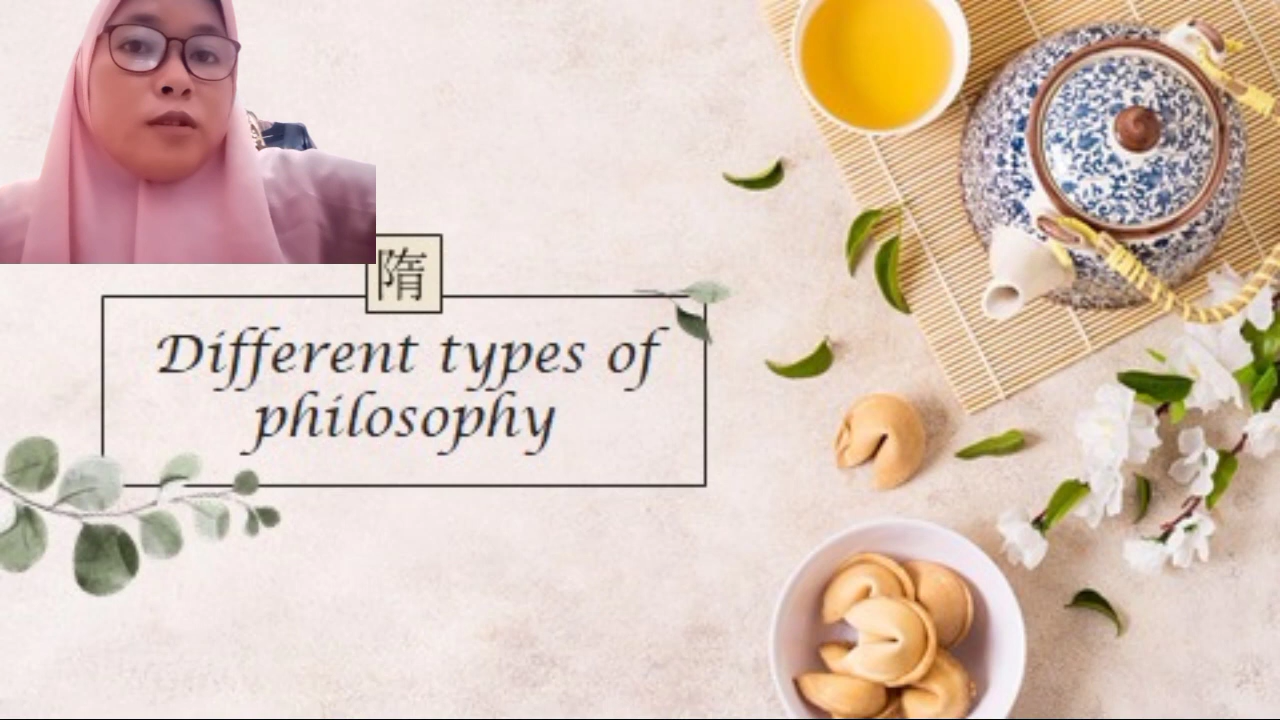 隋
Different types of
philosophy